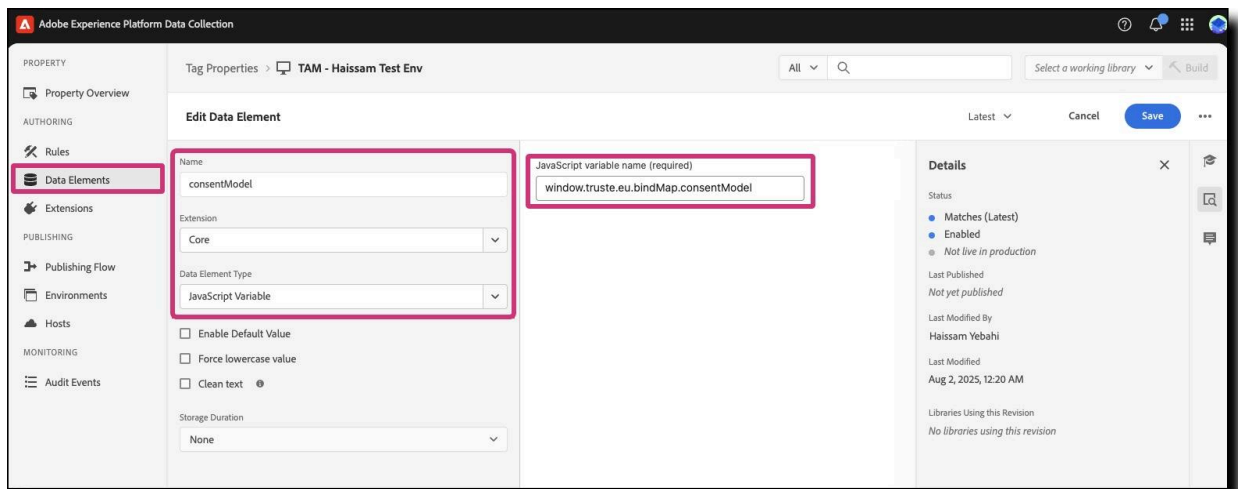 Adobe Experience Platform Data Collection
PROPERTY
Property Overview
AUTHORING
Rules
Data Elements
Extensions
PUBLISHING
Publishing Flow
Environments
Hosts
MONITORING
Audit Events
Tag Properties > TAM - Haissam Test Env
All
Select a working library
Build
Edit Data Element
Latest
Cancel
Save
Name
consentModel
Extension
Core
Data Element Type
JavaScript Variable
Enable Default Value
Force lowercase value
Clean text
Storage Duration
None
JavaScript variable name (required)
window.truste.eu.bindMap.consentModel
Details
Status
Matches (Latest)
Enabled
Not live in production
Last Published
Not yet published
Last Modified By
Haissam Yebahi
Last Modified
Aug 2, 2025, 12:20 AM
Libraries Using this Revision
No libraries using this revision